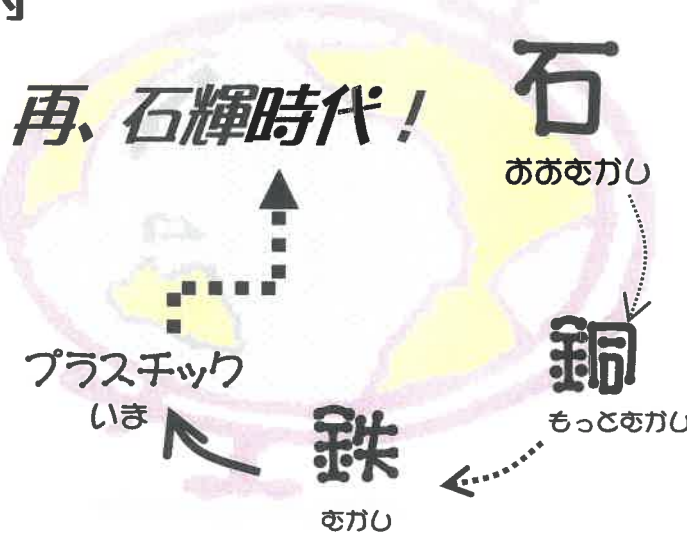 再、石輝時代！
石
おおむかし
銅
もっとむかし
鉄
むかし
プラスチック
いま